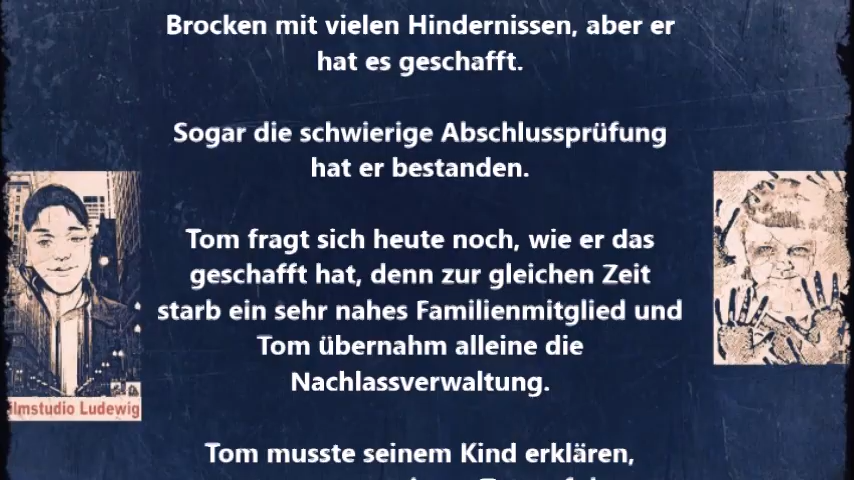 Brocken mit vielen Hindernissen, aber er
hat es geschafft.
Sogar die schwierige Abschlussprüfung
hat er bestanden.
Tom fragt sich heute noch, wie er das
geschafft hat, denn zur gleichen Zeit
starb ein sehr nahes Familienmitglied und
Tom übernahm alleine die
Nachlassverwaltung.
Tom musste seinem Kind erklären,
ilmstudio Ludewig